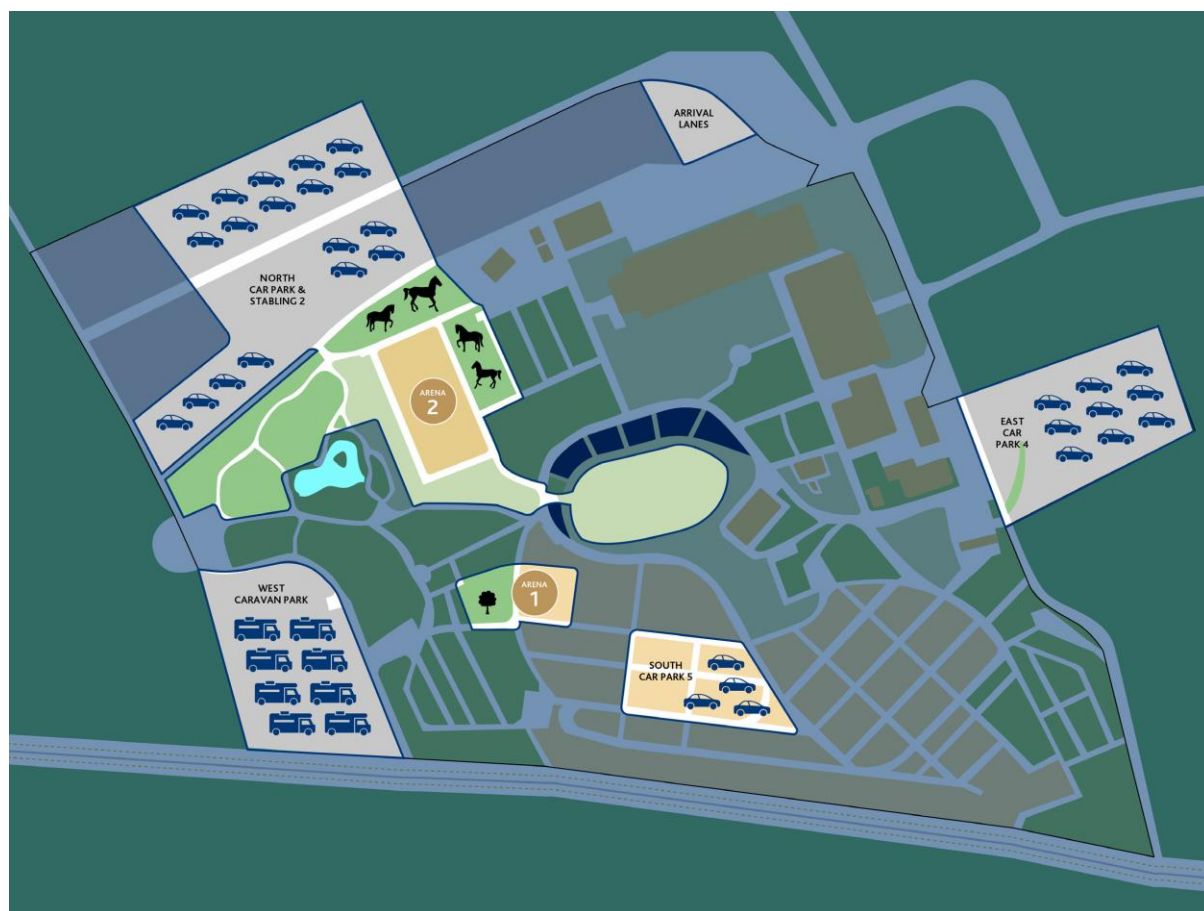 ARRIVAL
LANES
NORTH
CAR PARK &
STABLING 2
ARENA
2
EAST
CAR
PARK 4
WEST
CARAVAN PARK
ARENA
1
SOUTH
CAR PARK 5